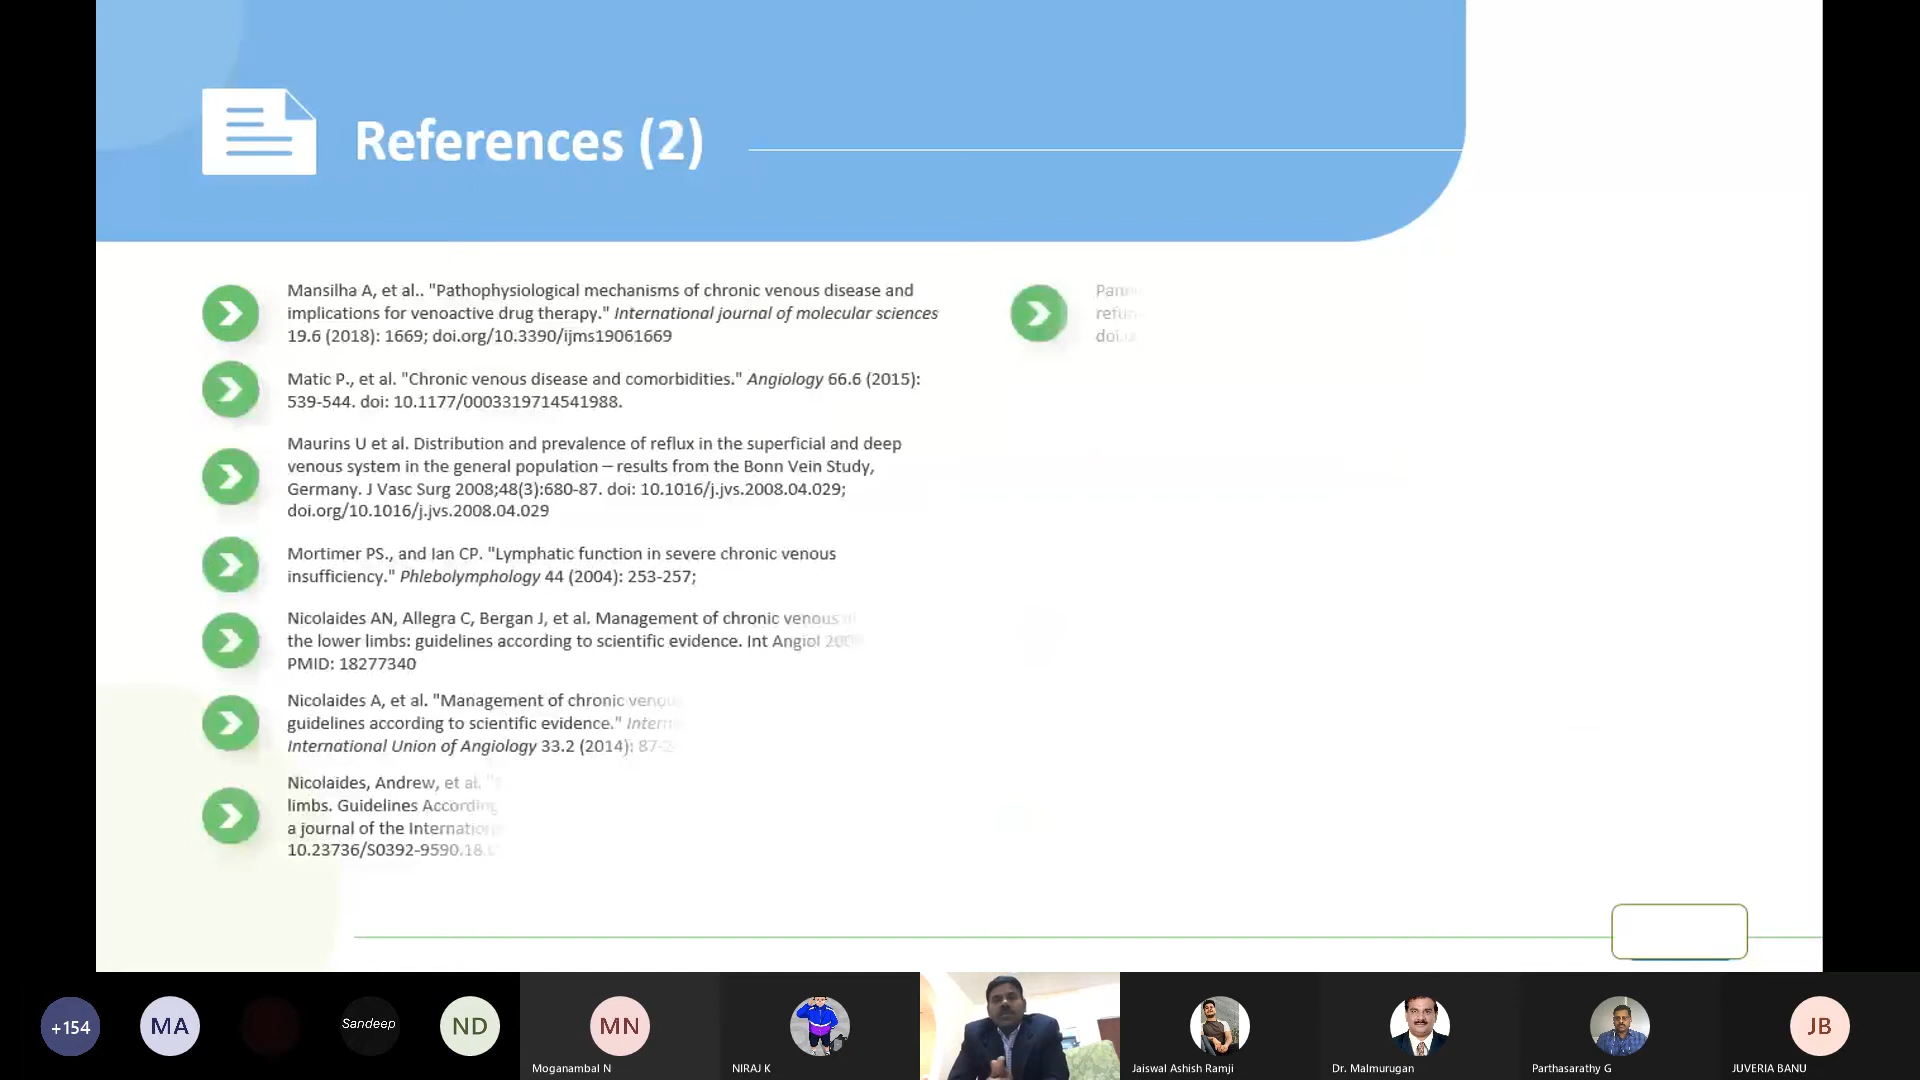 References (2)
Mansilha A, et al.. "Pathophysiological mechanisms of chronic venous disease and
implications for venoactive drug therapy." International journal of molecular sciences
19.6 (2018): 1669; doi.org/10.3390/ijms19061669
Matic P., et al. "Chronic venous disease and comorbidities." Angiology 66.6 (2015):
539-544. doi: 10.1177/0003319714541988.
Maurins U et al. Distribution and prevalence of reflux in the superficial and deep
venous system in the general population – results from the Bonn Vein Study,
Germany. J Vasc Surg 2008;48(3):680-87. doi: 10.1016/j.jvs.2008.04.029;
doi.org/10.1016/j.jvs.2008.04.029
Mortimer PS., and Ian CP. "Lymphatic function in severe chronic venous
insufficiency." Phlebolymphology 44 (2004): 253-257;
Nicolaides AN, Allegra C, Bergan J, et al. Management of chronic venous
the lower limbs: guidelines according to scientific evidence. Int Angiol
PMID: 18277340
Nicolaides A, et al. "Management of chronic venous
guidelines according to scientific evidence."
International Union of Angiology 33.2 (2014):
Nicolaides, Andrew, et al.
limbs. Guidelines According
a journal of the
+154
MA
Sandeep
ND
MN
JB
Moganambal N
NIRAJ K
Jaiswal Ashish Ramji
Dr. Malmurugan
Parthasarathy G
JUVERIA BANU